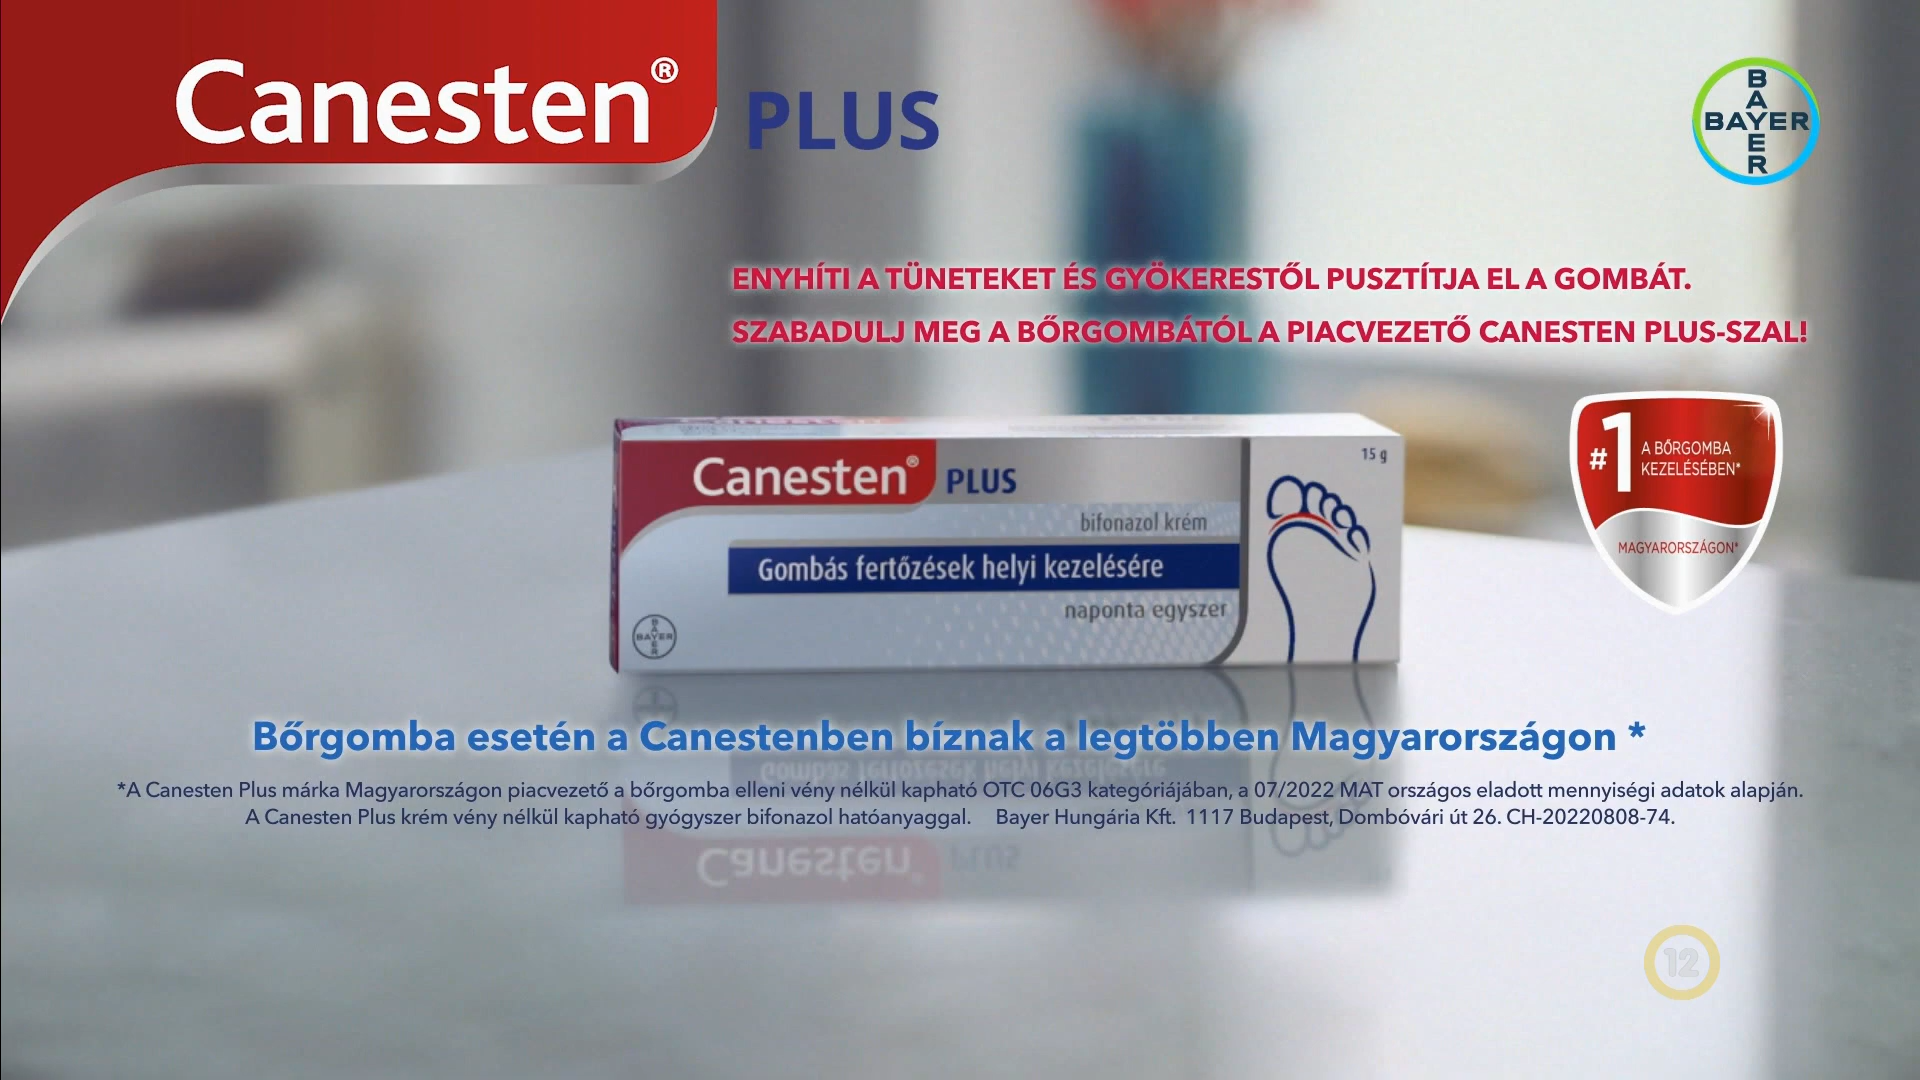 Canesten® PLUS
BAYER
BAYER
ENYHÍTI A TÜNETEKET ÉS GYÖKERESTŐL PUSZTÍTJA EL A GOMBÁT.
SZABADULJ MEG A BŐRGOMBÁTÓL A PIACVEZETŐ CANESTEN PLUS-SZAL!
#1 A BŐRGOMBA
KEZELÉSÉBEN*
MAGYARORSZÁGON*
Canesten® PLUS
15 g
bifonazol krém
Gombás fertőzések helyi kezelésére
naponta egyszer
BAYER
BAYER
Bőrgomba esetén a Canestenben bíznak a legtöbben Magyarországon *
*A Canesten Plus márka Magyarországon piacvezető a bőrgomba elleni vény nélkül kapható OTC 06G3 kategóriájában, a 07/2022 MAT országos eladott mennyiségi adatok alapján.
A Canesten Plus krém vény nélkül kapható gyógyszer bifonazol hatóanyaggal. Bayer Hungária Kft. 1117 Budapest, Dombóvári út 26. CH-20220808-74.
12